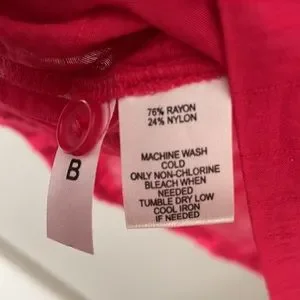 76% RAYON
24% NYLON
MACHINE WASH
COLD
ONLY NON-CHLORINE
BLEACH WHEN
NEEDED
TUMBLE DRY LOW
COOL IRON
IF NEEDED
B